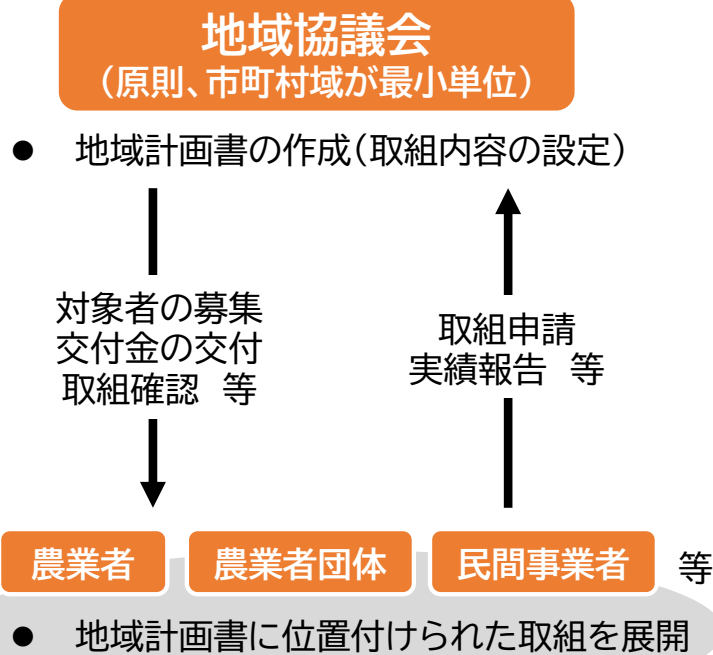 地域協議会
（原則、市町村域が最小単位）
● 地域計画書の作成（取組内容の設定）
対象者の募集
交付金の交付
取組確認 等
取組申請
実績報告 等
農業者 農業者団体 民間事業者 等
● 地域計画書に位置付けられた取組を展開